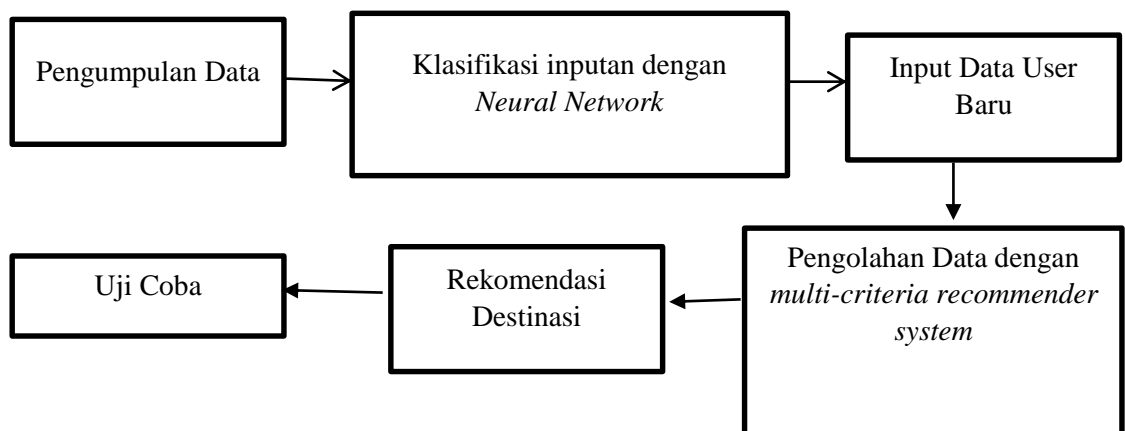 Pengumpulan Data
Klasifikasi inputan dengan
Neural Network
Input Data User
Baru
Pengolahan Data dengan
multi-criteria recommender
system
Rekomendasi
Destinasi
Uji Coba